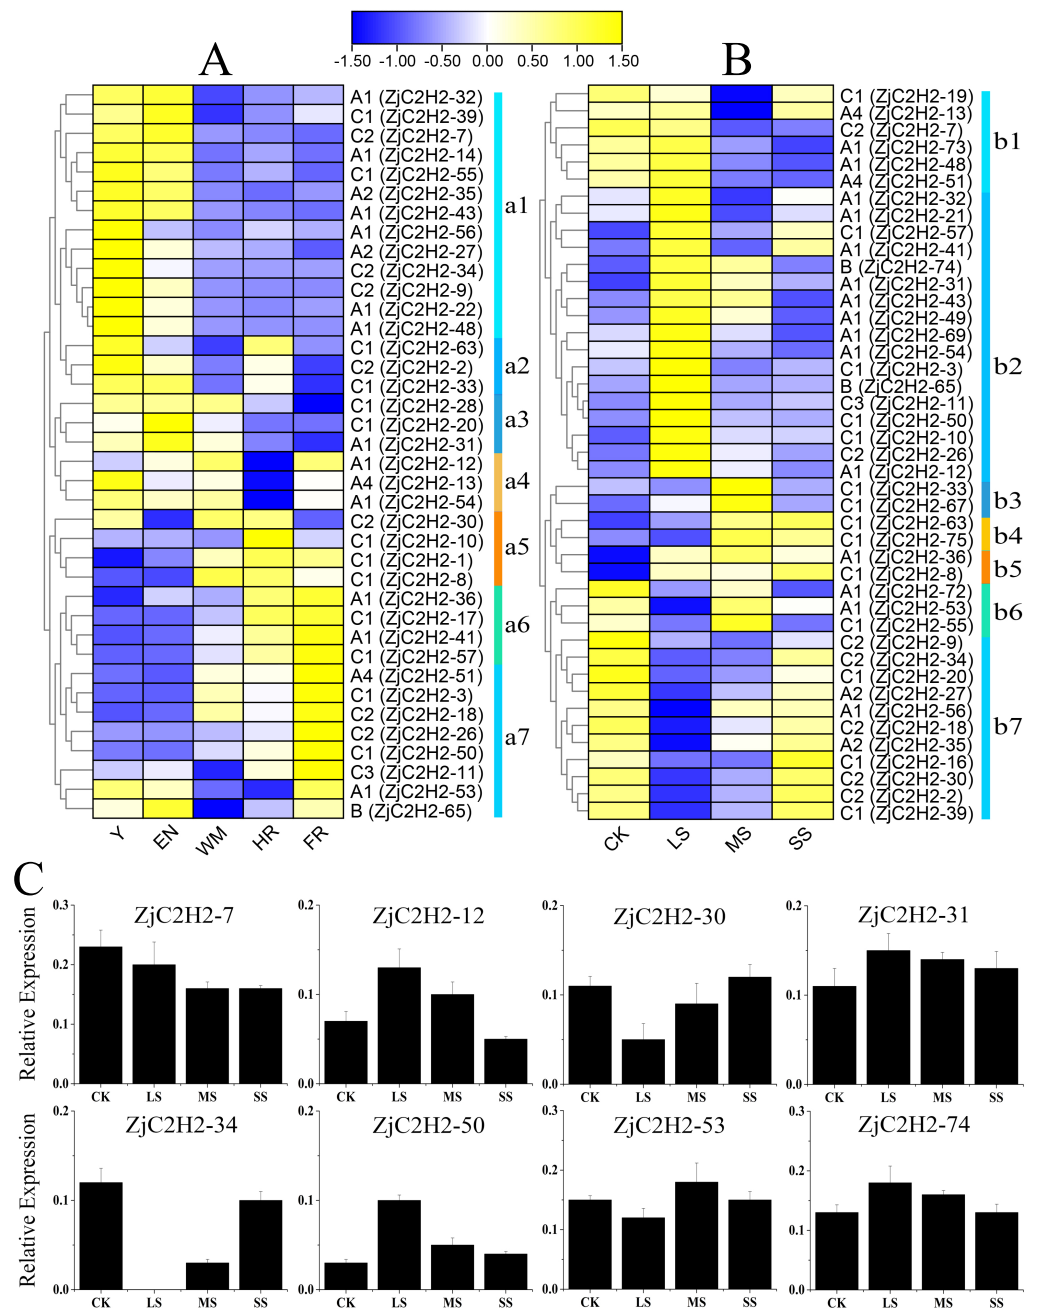 A
B
-1.50 -1.00 -0.50 0.00 0.50 1.00 1.50
A1 (ZjC2H2-32)
C1 (ZjC2H2-39)
C2 (ZjC2H2-7)
A1 (ZjC2H2-14)
C1 (ZjC2H2-55)
A2 (ZjC2H2-35)
A1 (ZjC2H2-43)
A1 (ZjC2H2-56)
A2 (ZjC2H2-27)
C2 (ZjC2H2-34)
C2 (ZjC2H2-9)
A1 (ZjC2H2-22)
A1 (ZjC2H2-48)
C1 (ZjC2H2-63)
C2 (ZjC2H2-2)
C1 (ZjC2H2-33)
C1 (ZjC2H2-28)
C1 (ZjC2H2-20)
A1 (ZjC2H2-31)
A1 (ZjC2H2-12)
A4 (ZjC2H2-13)
A1 (ZjC2H2-54)
C2 (ZjC2H2-30)
C1 (ZjC2H2-10)
C1 (ZjC2H2-1)
C1 (ZjC2H2-8)
A1 (ZjC2H2-36)
C1 (ZjC2H2-17)
A1 (ZjC2H2-41)
C1 (ZjC2H2-57)
A4 (ZjC2H2-51)
C1 (ZjC2H2-3)
C2 (ZjC2H2-18)
C2 (ZjC2H2-26)
C1 (ZjC2H2-50)
C3 (ZjC2H2-11)
A1 (ZjC2H2-53)
B (ZjC2H2-65)
a1
a2
a3
a4
a5
a6
a7
Y EN WM HR FR
C1 (ZjC2H2-19)
A4 (ZjC2H2-13)
C2 (ZjC2H2-7)
A1 (ZjC2H2-73)
A1 (ZjC2H2-48)
A4 (ZjC2H2-51)
A1 (ZjC2H2-32)
A1 (ZjC2H2-21)
C1 (ZjC2H2-57)
A1 (ZjC2H2-41)
B (ZjC2H2-74)
A1 (ZjC2H2-31)
A1 (ZjC2H2-43)
A1 (ZjC2H2-49)
A1 (ZjC2H2-69)
A1 (ZjC2H2-54)
C1 (ZjC2H2-3)
B (ZjC2H2-65)
C3 (ZjC2H2-11)
C1 (ZjC2H2-50)
C1 (ZjC2H2-10)
C2 (ZjC2H2-26)
A1 (ZjC2H2-12)
C1 (ZjC2H2-33)
C1 (ZjC2H2-67)
C1 (ZjC2H2-63)
C1 (ZjC2H2-75)
A1 (ZjC2H2-36)
C1 (ZjC2H2-8)
A1 (ZjC2H2-72)
A1 (ZjC2H2-53)
C1 (ZjC2H2-55)
C2 (ZjC2H2-9)
C2 (ZjC2H2-34)
C1 (ZjC2H2-20)
A2 (ZjC2H2-27)
A1 (ZjC2H2-56)
C2 (ZjC2H2-18)
A2 (ZjC2H2-35)
C1 (ZjC2H2-16)
C2 (ZjC2H2-30)
C2 (ZjC2H2-2)
C1 (ZjC2H2-39)
b1
b2
b3
b4
b5
b6
b7
CK LS MS SS
C
Relative Expression
ZjC2H2-7
0.3
0.2
0.1
0.0
CK LS MS SS
ZjC2H2-12
0.2
0.1
0.0
CK LS MS SS
ZjC2H2-30
0.2
0.1
0.0
CK LS MS SS
ZjC2H2-31
0.2
0.1
0.0
CK LS MS SS
Relative Expression
ZjC2H2-34
0.2
0.1
0.0
CK LS MS SS
ZjC2H2-50
0.2
0.1
0.0
CK LS MS SS
ZjC2H2-53
0.3
0.2
0.1
0.0
CK LS MS SS
ZjC2H2-74
0.3
0.2
0.1
0.0
CK LS MS SS